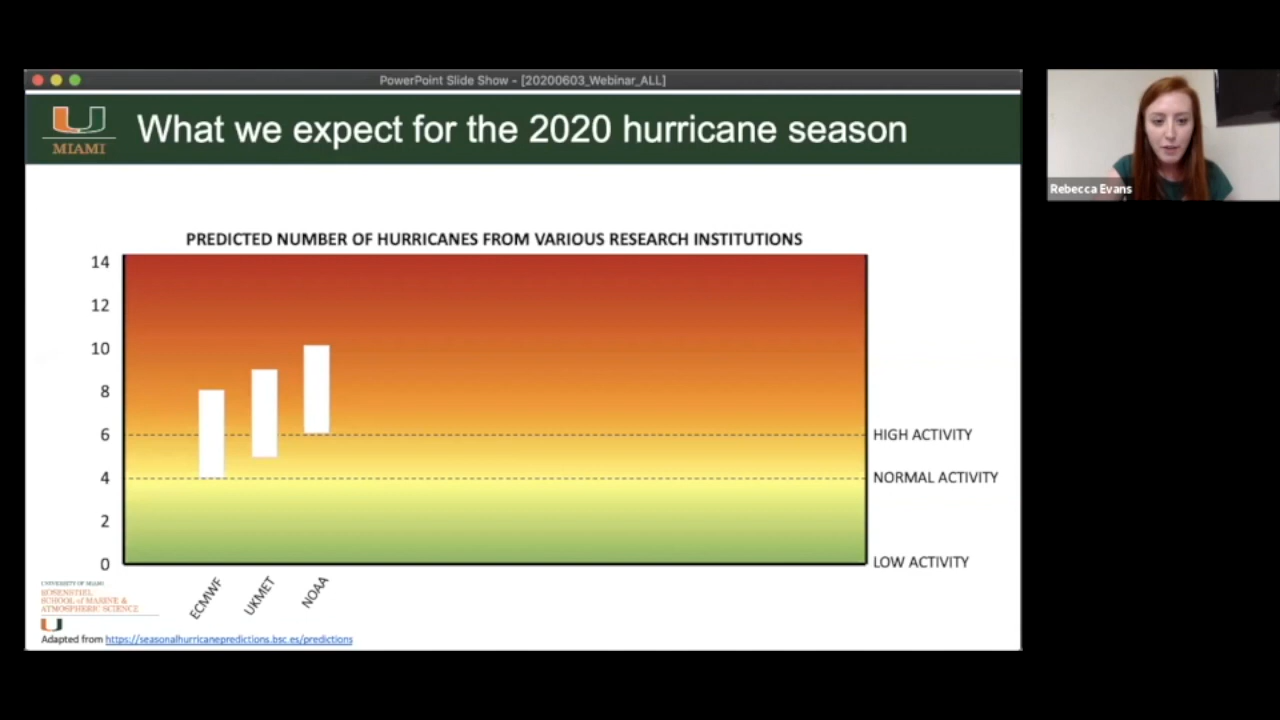 PowerPoint Slide Show - [20200603_Webinar_ALL]
MIAMI
What we expect for the 2020 hurricane season
Rebecca Evans
PREDICTED NUMBER OF HURRICANES FROM VARIOUS RESEARCH INSTITUTIONS
14
12
10
8
6
4
2
0
HIGH ACTIVITY
NORMAL ACTIVITY
LOW ACTIVITY
ECMWF
UKMET
NOAA
UNIVERSITY OF MIAMI
ROSENSTIEL
SCHOOL of MARINE &
ATMOSPHERIC SCIENCE
Adapted from https://seasonalhurricanepredictions.bsc.es/predictions